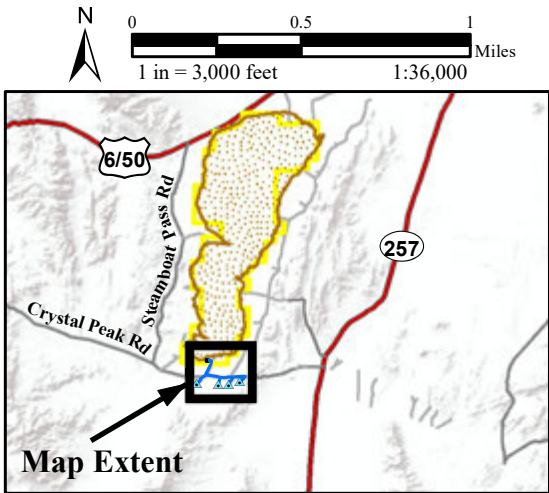 N
0 0.5 1
Miles
1 in = 3,000 feet 1:36,000
6/50
Steamboat Pass Rd
257
Crystal Peak Rd
Map Extent